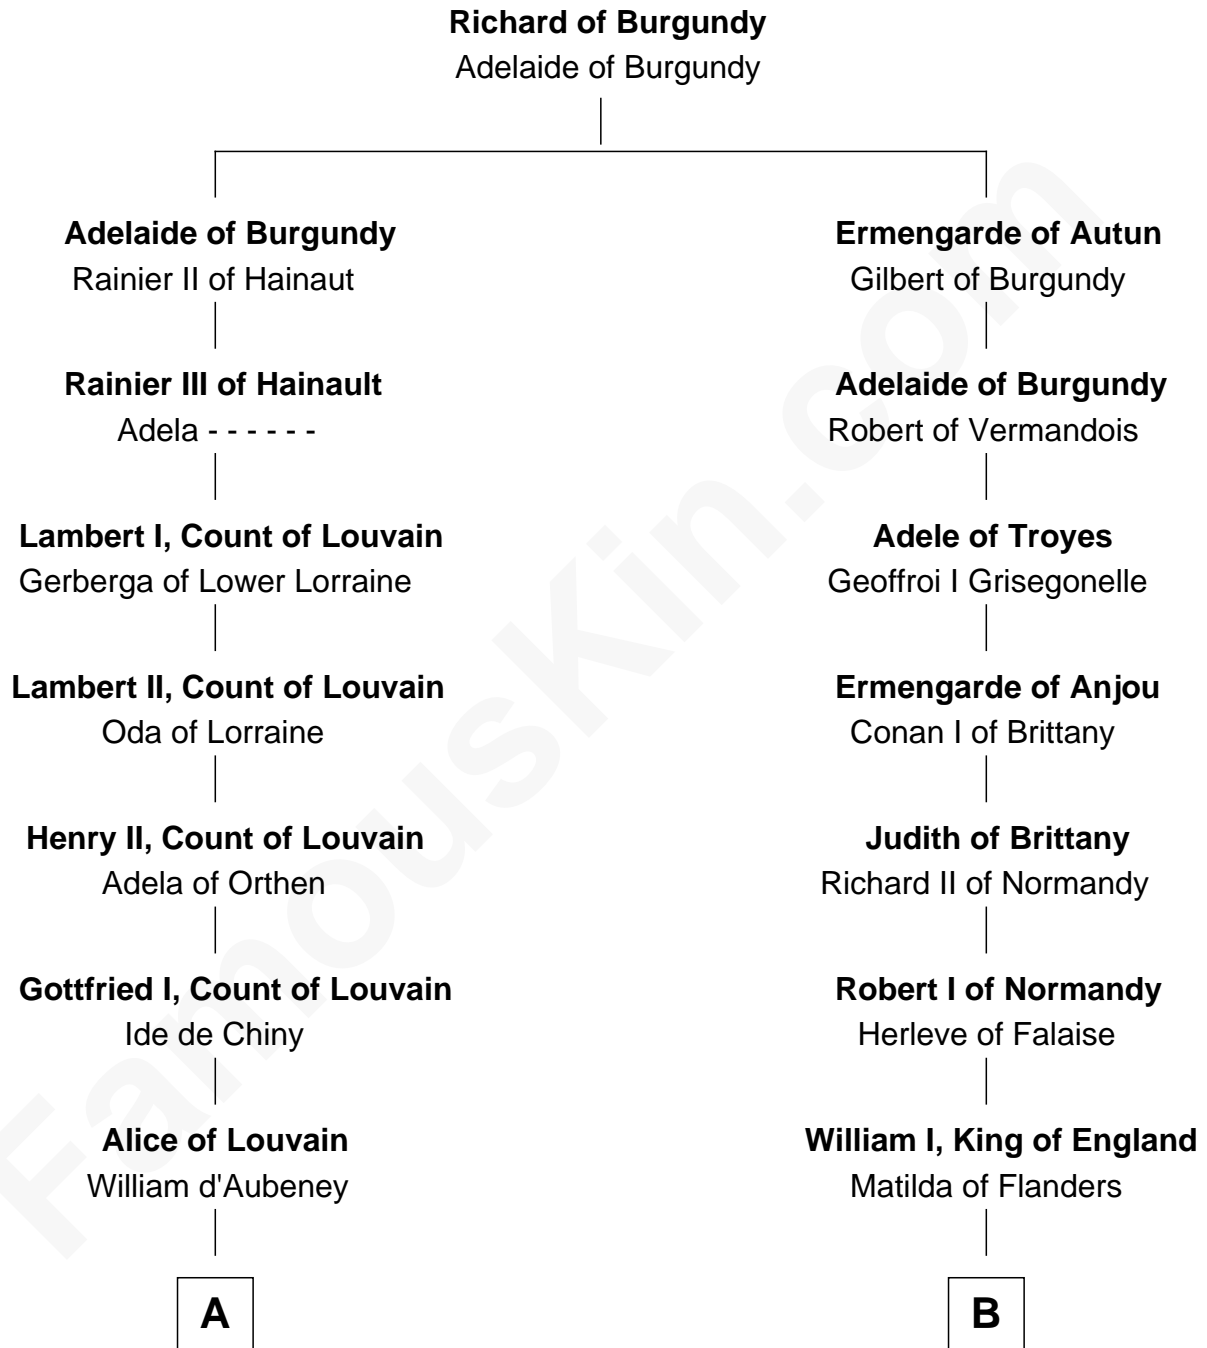 Richard of Burgundy
Adelaide of Burgundy
Adelaide of Burgundy
Rainier II of Hainaut
Rainier III of Hainault
Adela - - - - - -
Lambert I, Count of Louvain
Gerberga of Lower Lorraine
Lambert II, Count of Louvain
Oda of Lorraine
Henry II, Count of Louvain
Adela of Orthen
Gottfried I, Count of Louvain
Ide de Chiny
Alice of Louvain
William d'Aubeney
A
Ermengarde of Autun
Gilbert of Burgundy
Adelaide of Burgundy
Robert of Vermandois
Adele of Troyes
Geoffroi I Grisegonelle
Ermengarde of Anjou
Conan I of Brittany
Judith of Brittany
Richard II of Normandy
Robert I of Normandy
Herleve of Falaise
William I, King of England
Matilda of Flanders
B
FamousKin.com